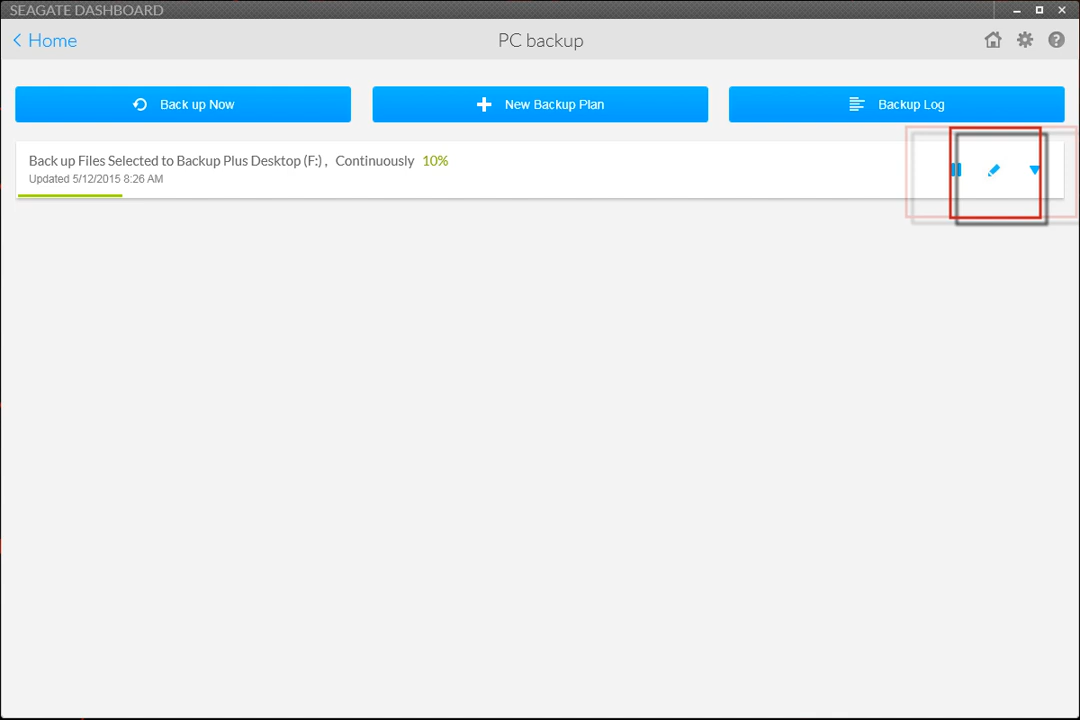 SEAGATE DASHBOARD
Home
PC backup
Back up Now
New Backup Plan
Backup Log
Back up Files Selected to Backup Plus Desktop (F:), Continuously 10%
Updated 5/12/2015 8:26 AM